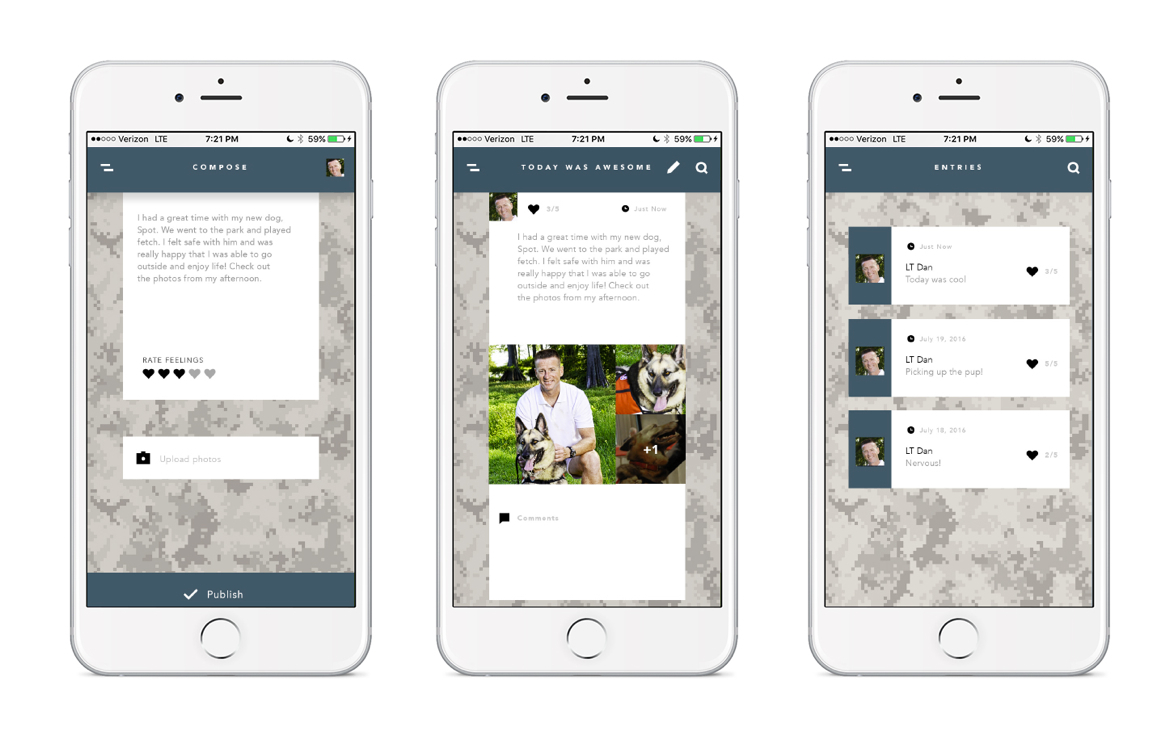 ●●○○○ Verizon LTE 7:21 PM 59%
COMPOSE
I had a great time with my new dog,
Spot. We went to the park and played
fetch. I felt safe with him and was
really happy that I was able to go
outside and enjoy life! Check out
the photos from my afternoon.
RATE FEELINGS
Upload photos
Publish
●●○○○ Verizon LTE 7:21 PM 59%
TODAY WAS AWESOME
3/5 Just Now
I had a great time with my new dog,
Spot. We went to the park and played
fetch. I felt safe with him and was
really happy that I was able to go
outside and enjoy life! Check out
the photos from my afternoon.
+1
Comments
●●○○○ Verizon LTE 7:21 PM 59%
ENTRIES
Just Now
LT Dan
3/5
Today was cool
July 19, 2016
LT Dan
5/5
Picking up the pup!
July 18, 2016
LT Dan
2/5
Nervous!